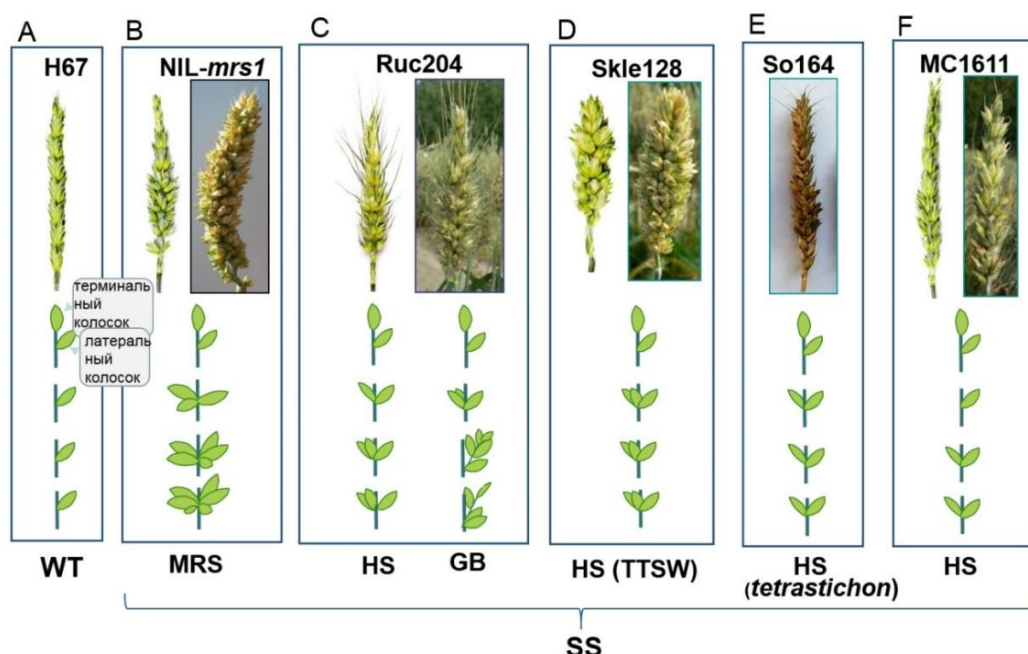 A
B
C
D
E
F
H67
NIL-mrs1
Ruc204
Skle128
So164
MC1611
терминаль
ный
колосок
латераль
ный
колосок
WT
MRS
HS
GB
HS (TTSW)
HS
(tetrastichon)
HS
SS